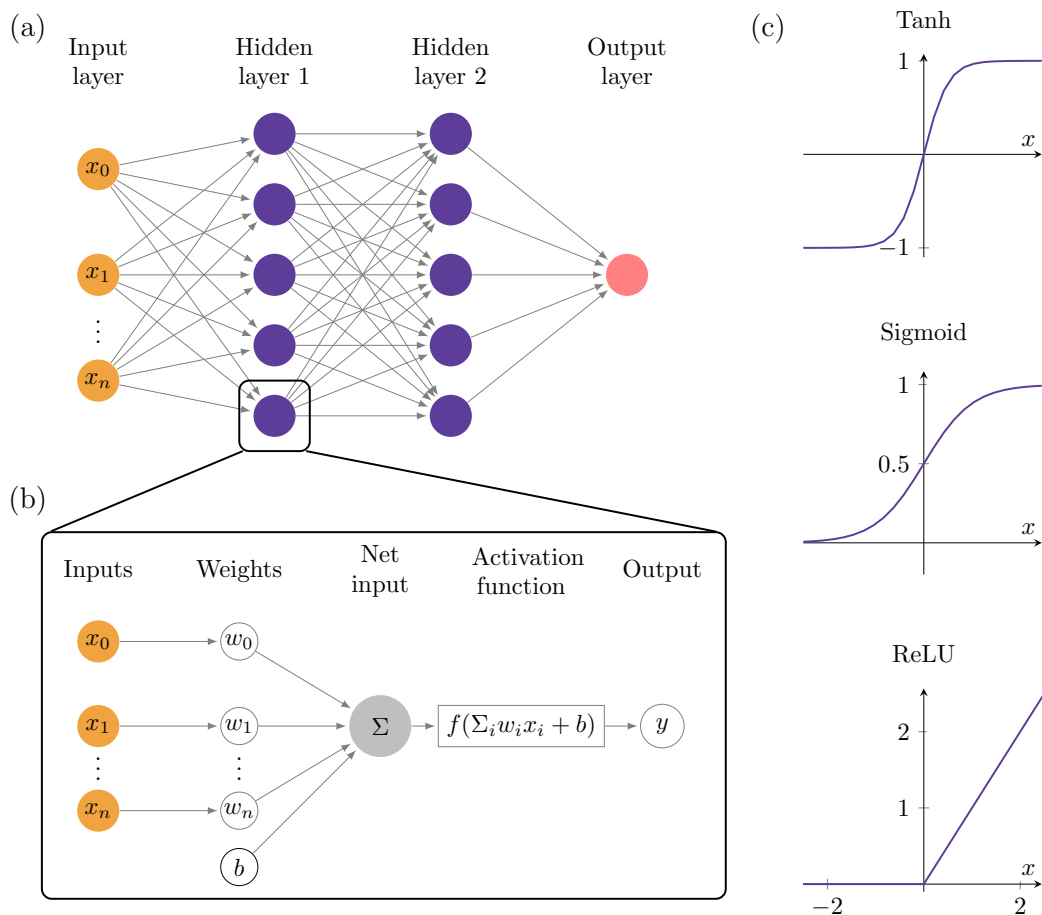 (a)
Input
layer
Hidden
layer 1
Hidden
layer 2
Output
layer
x₀
x₁
⋮
xₙ
(b)
Inputs
Weights
Net
input
Activation
function
Output
x₀
w₀
x₁
w₁
Σ
f(Σᵢwᵢxᵢ + b)
y
⋮
⋮
xₙ
wₙ
b
(c)
Tanh
1
x
−1
Sigmoid
1
0.5
x
ReLU
2
1
x
−2
2